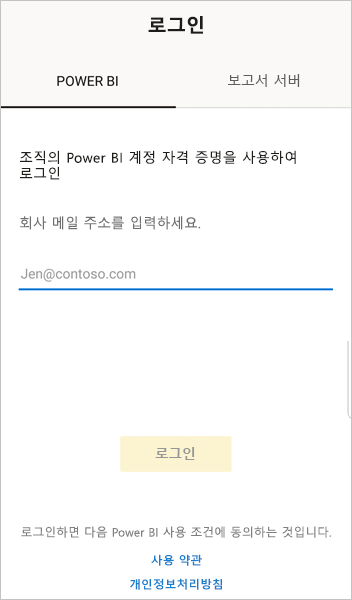 로그인
POWER BI
보고서 서버
조직의 Power BI 계정 자격 증명을 사용하여
로그인
회사 메일 주소를 입력하세요.
Jen@contoso.com
로그인
로그인하면 다음 Power BI 사용 조건에 동의하는 것입니다.
사용 약관
개인정보처리방침